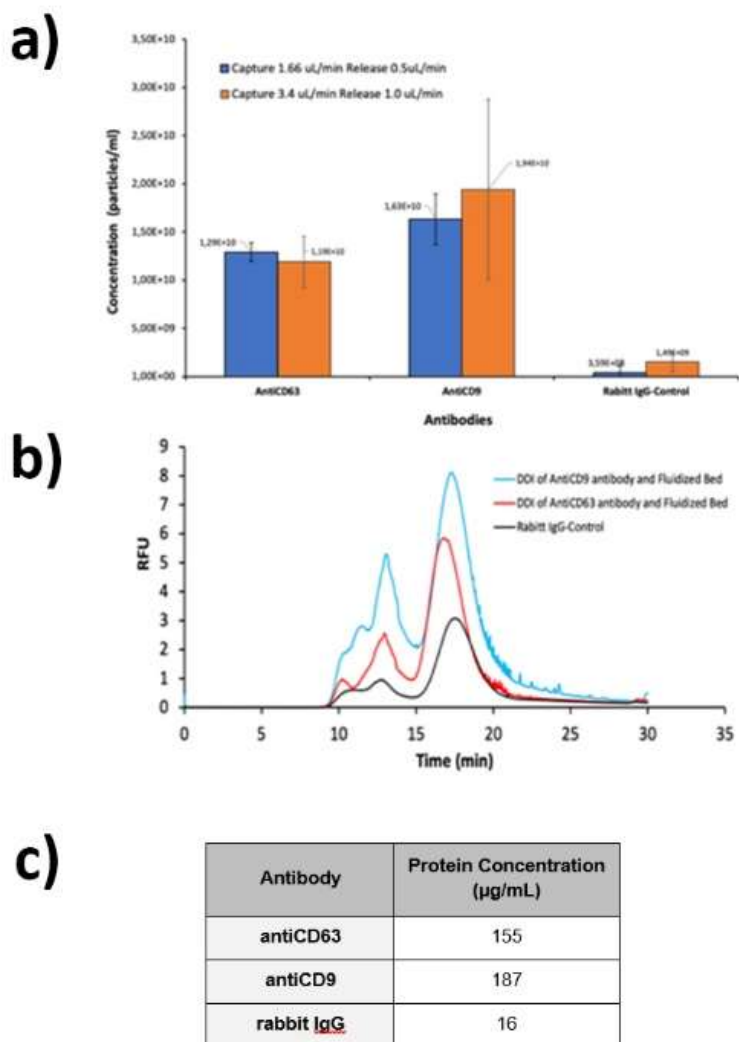 a)
3,50E+10
3,00E+10
2,50E+10
2,00E+10
1,50E+10
1,00E+10
5,00E+09
1,00E+00
Concentration (particles/ml)
Capture 1.66 uL/min Release 0.5uL/min
Capture 3.4 uL/min Release 1.0 uL/min
1,29E+10
1,19E+10
1,63E+10
1,94E+10
1,49E+09
AntiCD63
AntiCD9
Rabitt IgG-Control
Antibodies
b)
9
8
7
6
5
4
3
2
1
0
RFU
DDI of AntiCD9 antibody and Fluidized Bed
DDI of AntiCD63 antibody and Fluidized Bed
Rabitt IgG-Control
0 5 10 15 20 25 30 35
Time (min)
c)
Antibody Protein Concentration
(µg/mL)
antiCD63 155
antiCD9 187
rabbit IgG 16